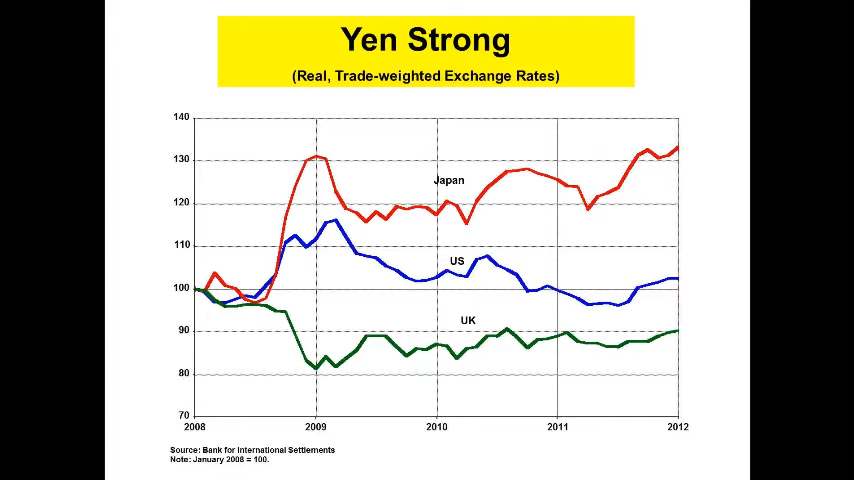 Yen Strong
(Real, Trade-weighted Exchange Rates)
140
130
Japan
120
110
US
100
UK
90
80
70
2008 2009 2010 2011 2012
Source: Bank for International Settlements
Note: January 2008 = 100.